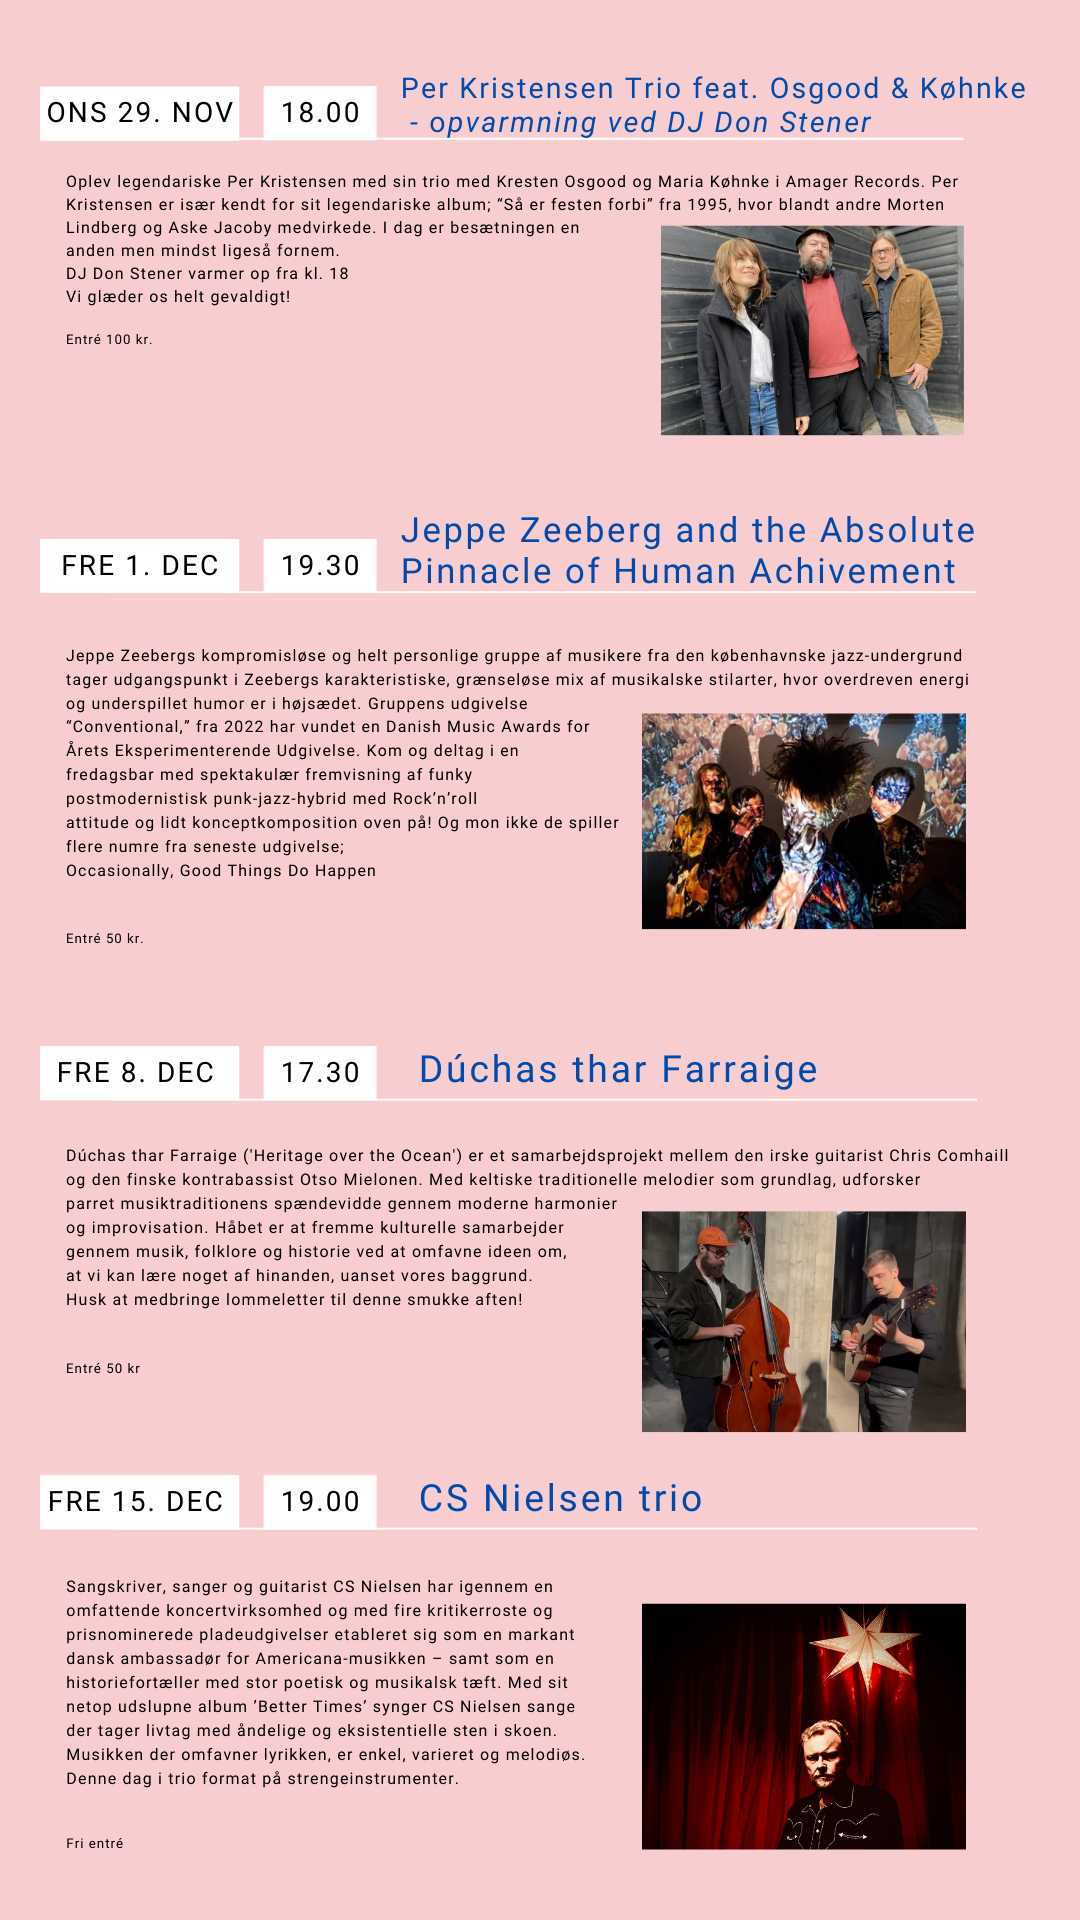 ONS 29. NOV
18.00
Per Kristensen Trio feat. Osgood & Køhnke
- opvarmning ved DJ Don Stener
Oplev legendariske Per Kristensen med sin trio med Kresten Osgood og Maria Køhnke i Amager Records. Per
Kristensen er især kendt for sit legendariske album; “Så er festen forbi” fra 1995, hvor blandt andre Morten
Lindberg og Aske Jacoby medvirkede. I dag er besætningen en
anden men mindst ligeså fornem.
DJ Don Stener varmer op fra kl. 18
Vi glæder os helt gevaldigt!
Entré 100 kr.
FRE 1. DEC
19.30
Jeppe Zeeberg and the Absolute
Pinnacle of Human Achivement
Jeppe Zeebergs kompromisløse og helt personlige gruppe af musikere fra den københavnske jazz-undergrund
tager udgangspunkt i Zeebergs karakteristiske, grænseløse mix af musikalske stilarter, hvor overdreven energi
og underspillet humor er i højsædet. Gruppens udgivelse
“Conventional,” fra 2022 har vundet en Danish Music Awards for
Årets Eksperimenterende Udgivelse. Kom og deltag i en
fredagsbar med spektakulær fremvisning af funky
postmodernistisk punk-jazz-hybrid med Rock’n’roll
attitude og lidt konceptkomposition oven på! Og mon ikke de spiller
flere numre fra seneste udgivelse;
Occasionally, Good Things Do Happen
Entré 50 kr.
FRE 8. DEC
17.30
Dúchas thar Farraige
Dúchas thar Farraige ('Heritage over the Ocean') er et samarbejdsprojekt mellem den irske guitarist Chris Comhaill
og den finske kontrabassist Otso Mielonen. Med keltiske traditionelle melodier som grundlag, udforsker
parret musiktraditionens spændevidde gennem moderne harmonier
og improvisation. Håbet er at fremme kulturelle samarbejder
gennem musik, folklore og historie ved at omfavne ideen om,
at vi kan lære noget af hinanden, uanset vores baggrund.
Husk at medbringe lommeletter til denne smukke aften!
Entré 50 kr
FRE 15. DEC
19.00
CS Nielsen trio
Sangskriver, sanger og guitarist CS Nielsen har igennem en
omfattende koncertvirksomhed og med fire kritikerroste og
prisnominerede pladeudgivelser etableret sig som en markant
dansk ambassadør for Americana-musikken – samt som en
historiefortæller med stor poetisk og musikalsk tæft. Med sit
netop udslupne album ’Better Times’ synger CS Nielsen sange
der tager livtag med åndelige og eksistentielle sten i skoen.
Musikken der omfavner lyrikken, er enkel, varieret og melodiøs.
Denne dag i trio format på strengeinstrumenter.
Fri entré